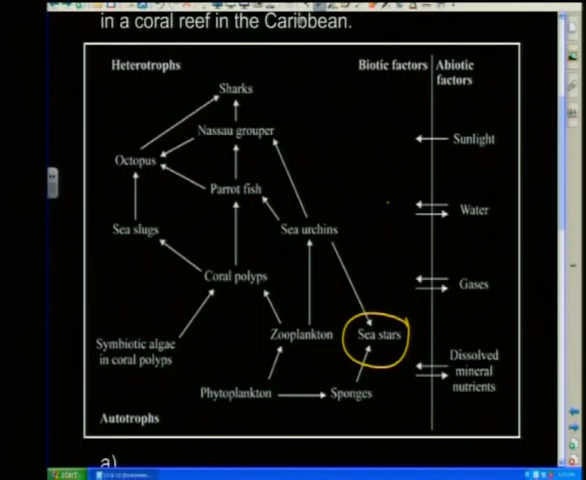 in a coral reef in the Caribbean.
Heterotrophs
Biotic factors
Abiotic
factors
Sharks
Nassau grouper
Sunlight
Octopus
Parrot fish
Water
Sea slugs
Sea urchins
Coral polyps
Gases
Symbiotic algae
in coral polyps
Zooplankton
Sea stars
Dissolved
mineral
nutrients
Phytoplankton
Sponges
Autotrophs
a)
start